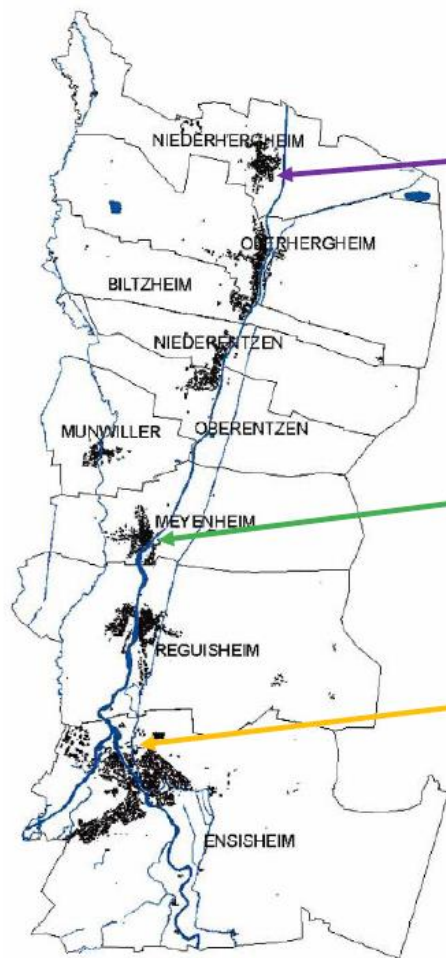 NIEDERHERGHEIM
OBERHERGHEIM
BILTZHEIM
NIEDERENTZEN
MUNWILLER
OBERENTZEN
MEYENHEIM
REGUISHEIM
ENSISHEIM